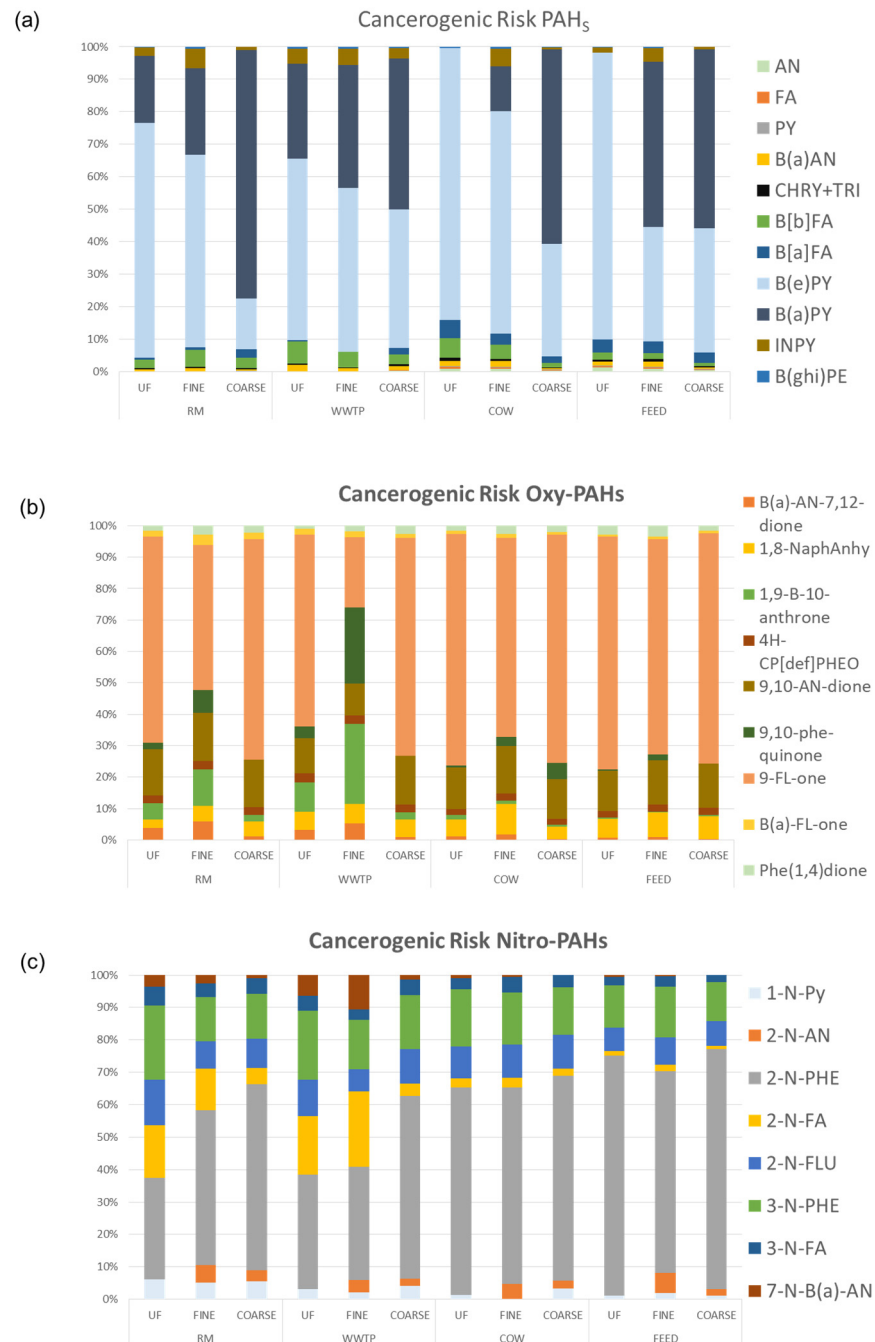 (a)
Cancerogenic Risk PAHS
100%
90%
80%
70%
60%
50%
40%
30%
20%
10%
0%
UF FINE COARSE UF FINE COARSE UF FINE COARSE UF FINE COARSE
RM WWTP COW FEED
AN
FA
PY
B(a)AN
CHRY+TRI
B[b]FA
B[a]FA
B(e)PY
B(a)PY
INPY
B(ghi)PE
(b)
Cancerogenic Risk Oxy-PAHs
100%
90%
80%
70%
60%
50%
40%
30%
20%
10%
0%
UF FINE COARSE UF FINE COARSE UF FINE COARSE UF FINE COARSE
RM WWTP COW FEED
B(a)-AN-7,12-
dione
1,8-NaphAnhy
1,9-B-10-
anthrone
4H-
CP[def]PHEO
9,10-AN-dione
9,10-phe-
quinone
9-FL-one
B(a)-FL-one
Phe(1,4)dione
(c)
Cancerogenic Risk Nitro-PAHs
100%
90%
80%
70%
60%
50%
40%
30%
20%
10%
0%
UF FINE COARSE UF FINE COARSE UF FINE COARSE UF FINE COARSE
RM WWTP COW FEED
1-N-Py
2-N-AN
2-N-PHE
2-N-FA
2-N-FLU
3-N-PHE
3-N-FA
7-N-B(a)-AN